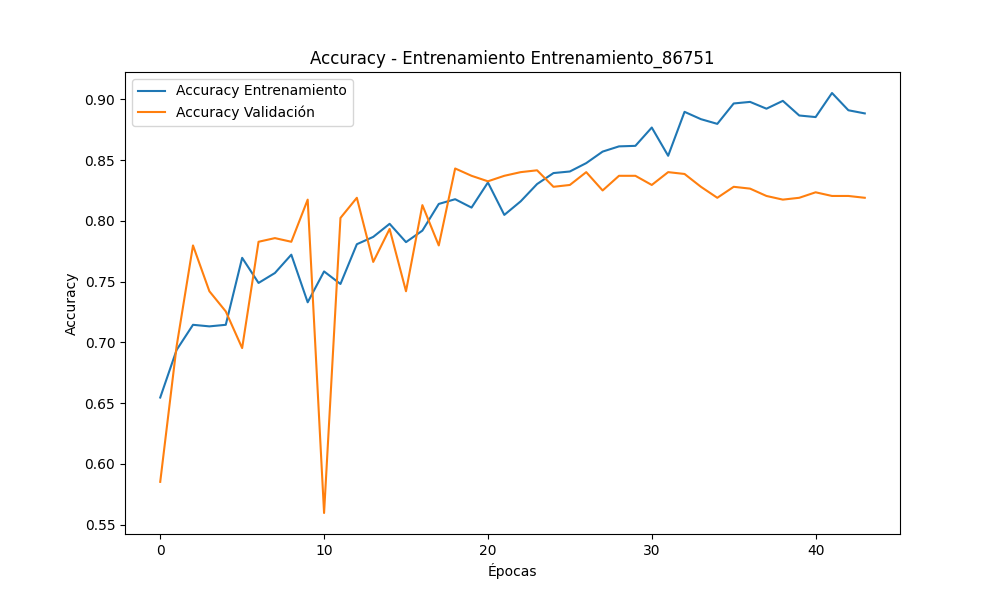 Accuracy - Entrenamiento Entrenamiento_86751
Accuracy Entrenamiento
Accuracy Validación
Accuracy
0.90
0.85
0.80
0.75
0.70
0.65
0.60
0.55
0
10
20
30
40
Épocas